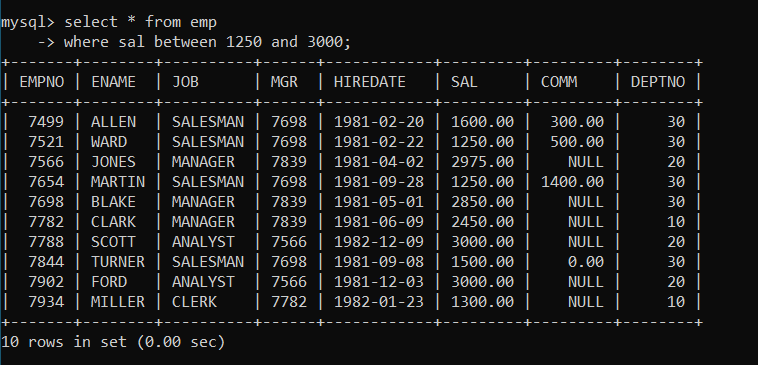 mysql> select * from emp
    -> where sal between 1250 and 3000;
+-------+--------+----------+------+------------+---------+---------+--------+
| EMPNO | ENAME  | JOB      | MGR  | HIREDATE   | SAL     | COMM    | DEPTNO |
+-------+--------+----------+------+------------+---------+---------+--------+
|  7499 | ALLEN  | SALESMAN | 7698 | 1981-02-20 | 1600.00 |  300.00 |     30 |
|  7521 | WARD   | SALESMAN | 7698 | 1981-02-22 | 1250.00 |  500.00 |     30 |
|  7566 | JONES  | MANAGER  | 7839 | 1981-04-02 | 2975.00 |    NULL |     20 |
|  7654 | MARTIN | SALESMAN | 7698 | 1981-09-28 | 1250.00 | 1400.00 |     30 |
|  7698 | BLAKE  | MANAGER  | 7839 | 1981-05-01 | 2850.00 |    NULL |     30 |
|  7782 | CLARK  | MANAGER  | 7839 | 1981-06-09 | 2450.00 |    NULL |     10 |
|  7788 | SCOTT  | ANALYST  | 7566 | 1982-12-09 | 3000.00 |    NULL |     20 |
|  7844 | TURNER | SALESMAN | 7698 | 1981-09-08 | 1500.00 |    0.00 |     30 |
|  7902 | FORD   | ANALYST  | 7566 | 1981-12-03 | 3000.00 |    NULL |     20 |
|  7934 | MILLER | CLERK    | 7782 | 1982-01-23 | 1300.00 |    NULL |     10 |
+-------+--------+----------+------+------------+---------+---------+--------+
10 rows in set (0.00 sec)